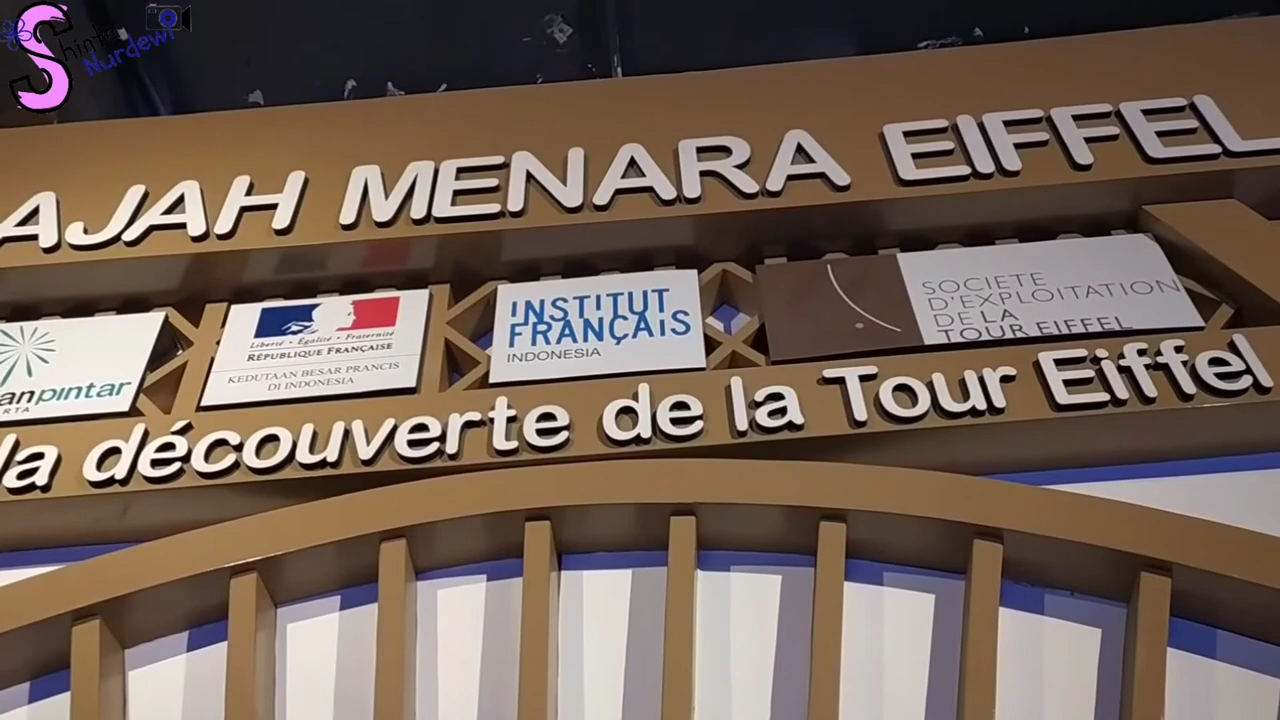 Shinta
Nurdewi
AJAH MENARA EIFFEL
anpintar
RTA
Liberté • Égalité • Fraternité
RÉPUBLIQUE FRANÇAISE
KEDUTAAN BESAR PRANCIS
DI INDONESIA
INSTITUT
FRANÇAIS
INDONESIA
SOCIETE
D'EXPLOITATION
DE LA
TOUR EIFFEL
la découverte de la Tour Eiffel